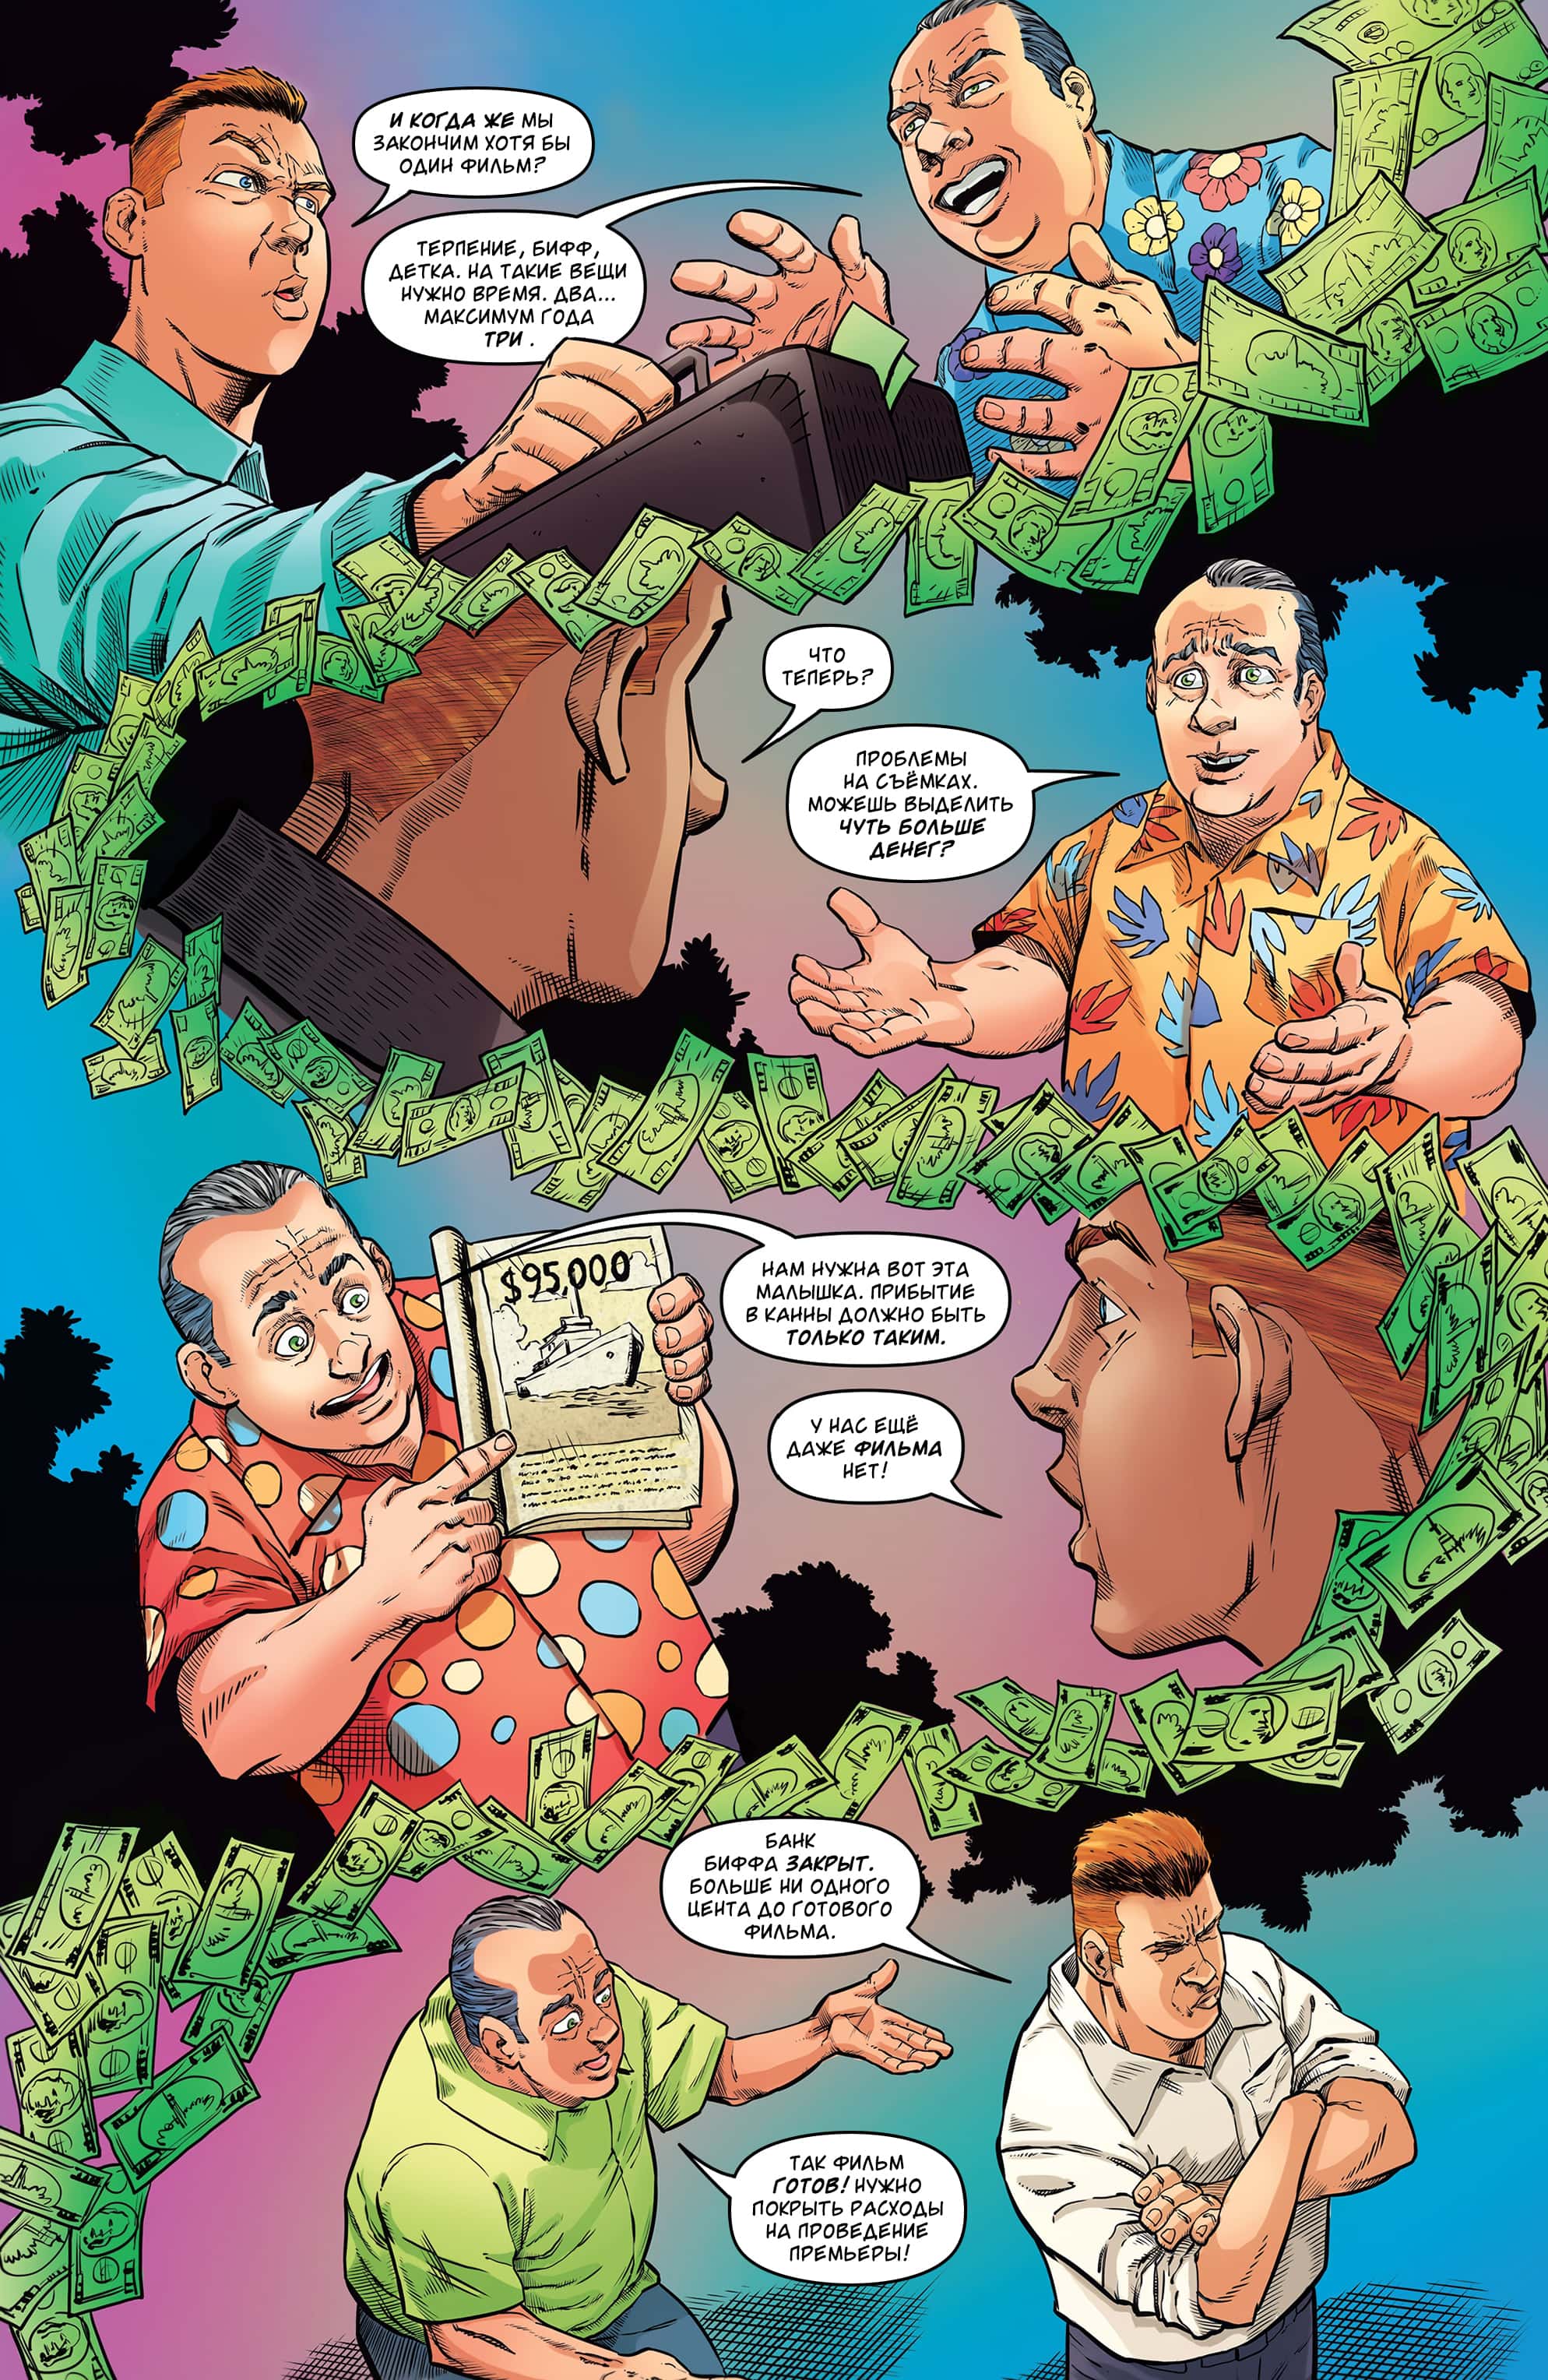 И КОГДА ЖЕ МЫ
ЗАКОНЧИМ ХОТЯ БЫ
ОДИН ФИЛЬМ?
ТЕРПЕНИЕ, БИФФ,
ДЕТКА. НА ТАКИЕ ВЕЩИ
НУЖНО ВРЕМЯ. ДВА...
МАКСИМУМ ГОДА
ТРИ .
ЧТО
ТЕПЕРЬ?
ПРОБЛЕМЫ
НА СЪЁМКАХ.
МОЖЕШЬ ВЫДЕЛИТЬ
ЧУТЬ БОЛЬШЕ
ДЕНЕГ?
$95,000
НАМ НУЖНА ВОТ ЭТА
МАЛЫШКА. ПРИБЫТИЕ
В КАННЫ ДОЛЖНО БЫТЬ
ТОЛЬКО ТАКИМ.
У НАС ЕЩЁ
ДАЖЕ ФИЛЬМА
НЕТ!
БАНК
БИФФА ЗАКРЫТ.
БОЛЬШЕ НИ ОДНОГО
ЦЕНТА ДО ГОТОВОГО
ФИЛЬМА.
ТАК ФИЛЬМ
ГОТОВ! НУЖНО
ПОКРЫТЬ РАСХОДЫ
НА ПРОВЕДЕНИЕ
ПРЕМЬЕРЫ!